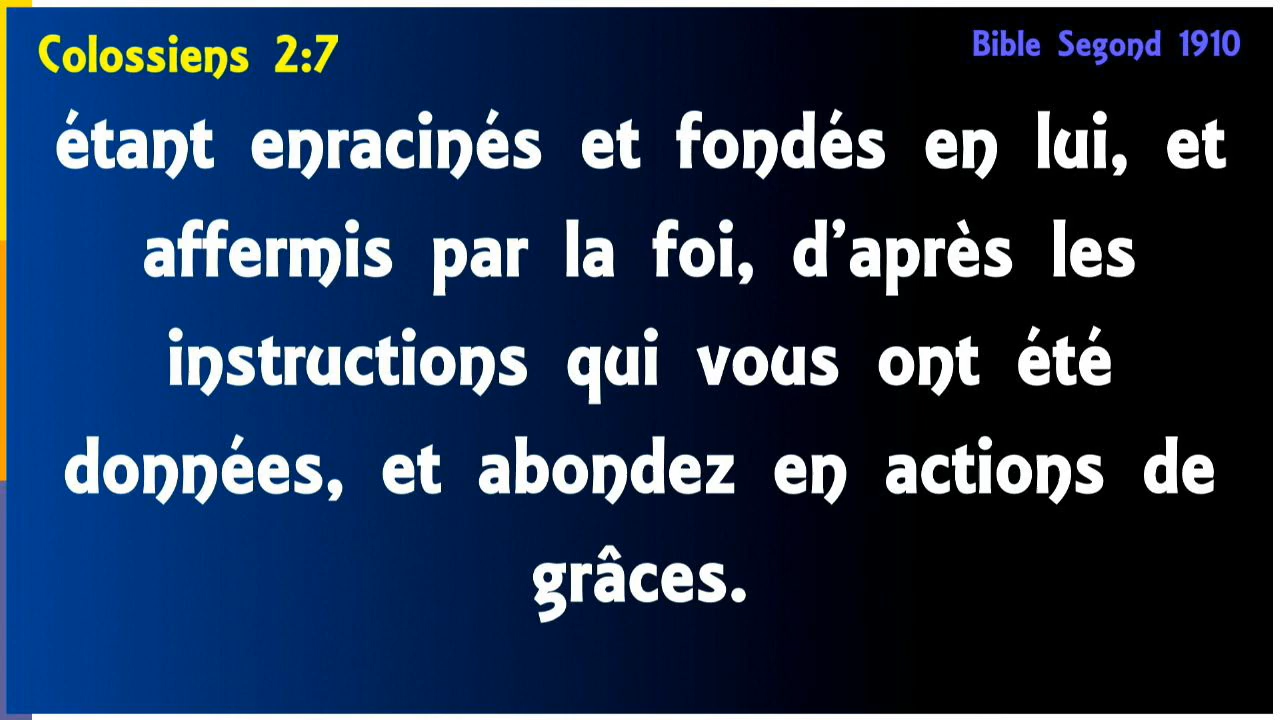 Colossiens 2:7
Bible Segond 1910
étant enracinés et fondés en lui, et
affermis par la foi, d’après les
instructions qui vous ont été
données, et abondez en actions de
grâces.